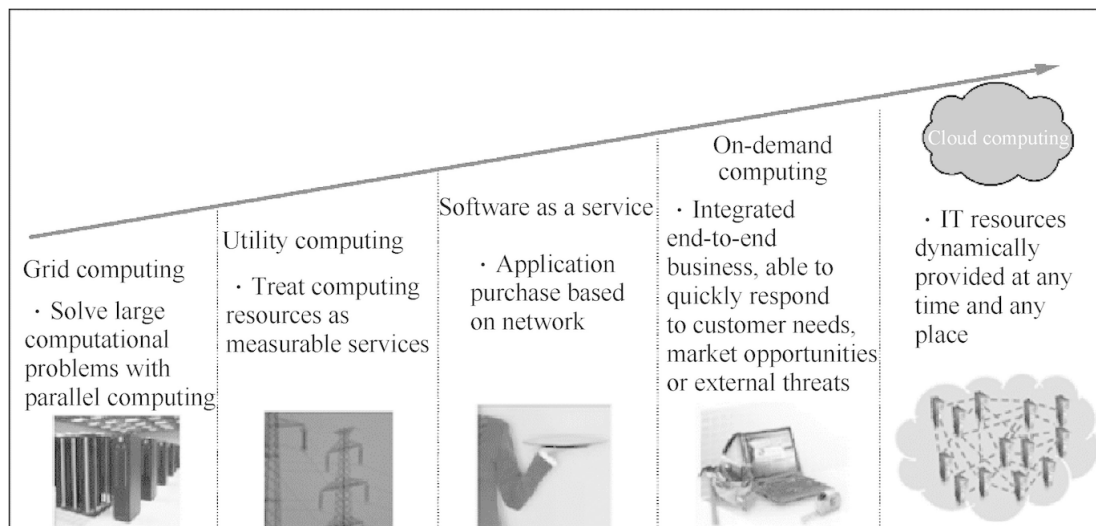 Grid computing
· Solve large
computational
problems with
parallel computing
Utility computing
· Treat computing
resources as
measurable services
Software as a service
· Application
purchase based
on network
On-demand
computing
· Integrated
end-to-end
business, able to
quickly respond
to customer needs,
market opportunities
or external threats
Cloud computing
· IT resources
dynamically
provided at any
time and any
place